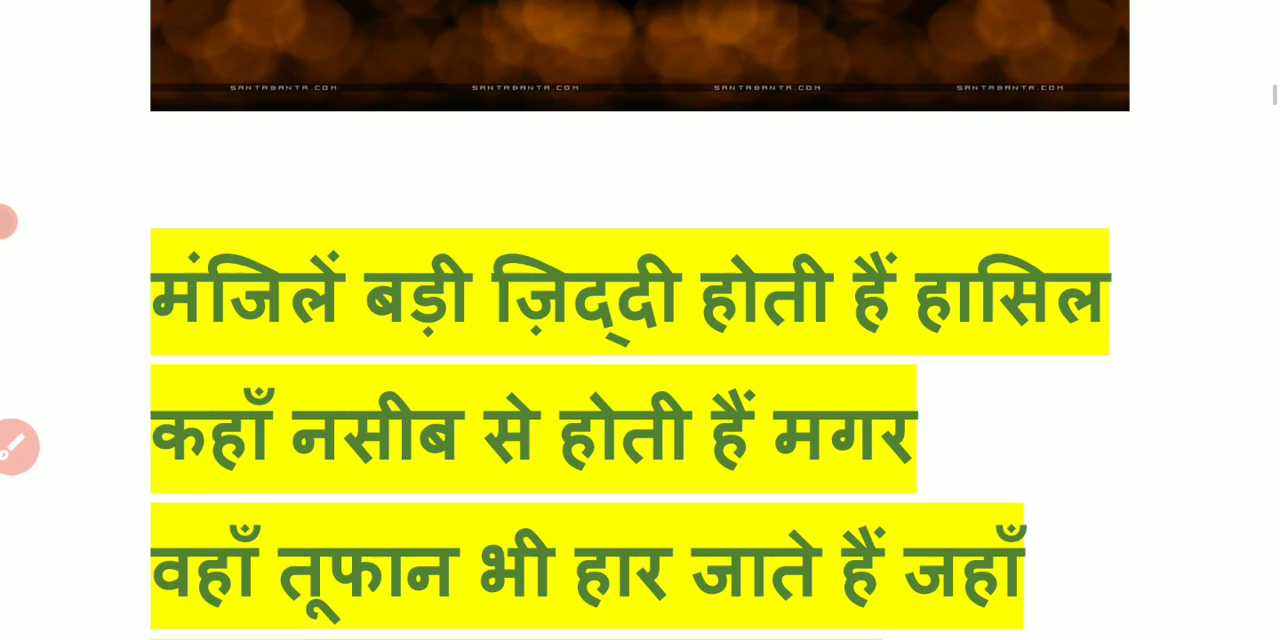 SANTABANTA.COM SANTABANTA.COM SANTABANTA.COM SANTABANTA.COM
मंजिलें बड़ी ज़िद्दी होती हैं हासिल
कहाँ नसीब से होती हैं मगर
वहाँ तूफान भी हार जाते हैं जहाँ